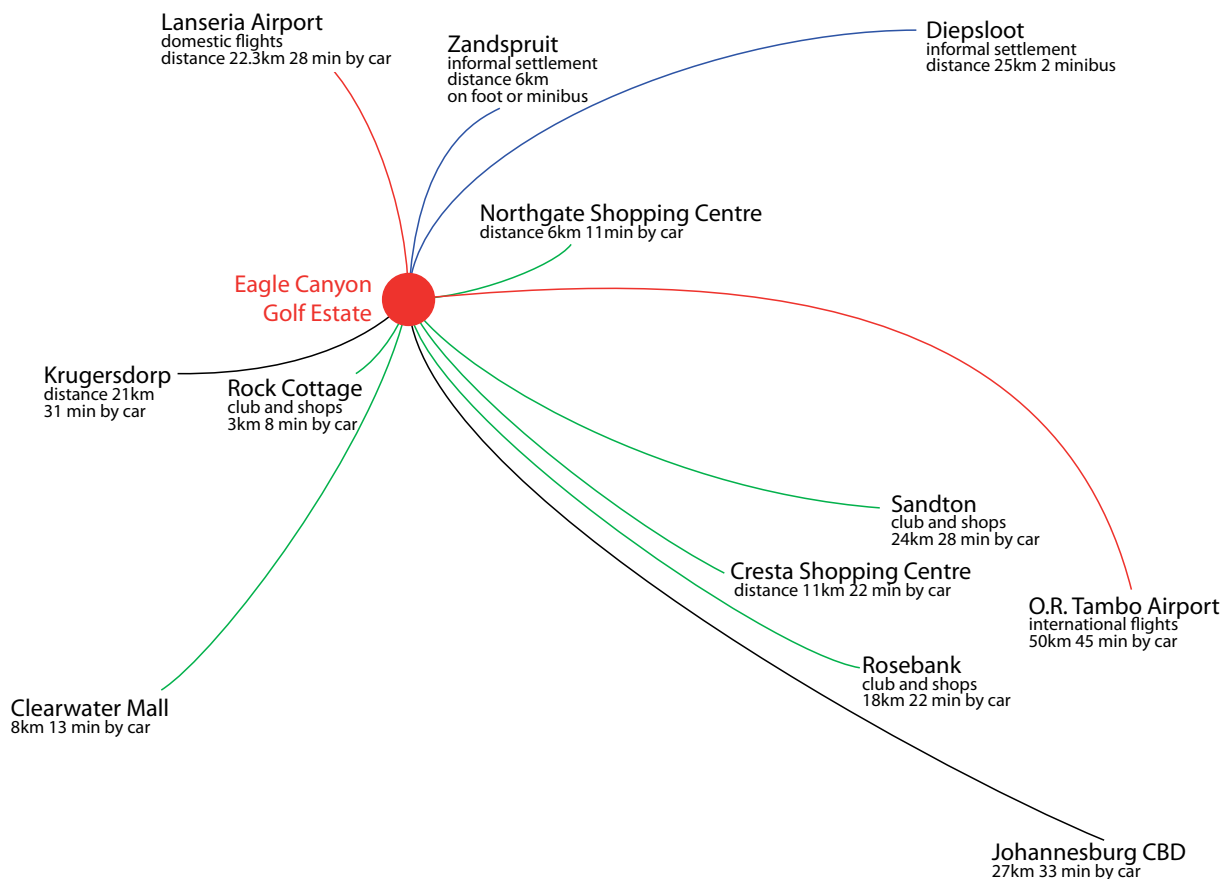 Lanseria Airport
domestic flights
distance 22.3km 28 min by car
Zandspruit
informal settlement
distance 6km
on foot or minibus
Diepsloot
informal settlement
distance 25km 2 minibus
Northgate Shopping Centre
distance 6km 11min by car
Eagle Canyon
Golf Estate
Krugersdorp
distance 21km
31 min by car
Rock Cottage
club and shops
3km 8 min by car
Sandton
club and shops
24km 28 min by car
Cresta Shopping Centre
distance 11km 22 min by car
O.R. Tambo Airport
international flights
50km 45 min by car
Rosebank
club and shops
18km 22 min by car
Clearwater Mall
8km 13 min by car
Johannesburg CBD
27km 33 min by car